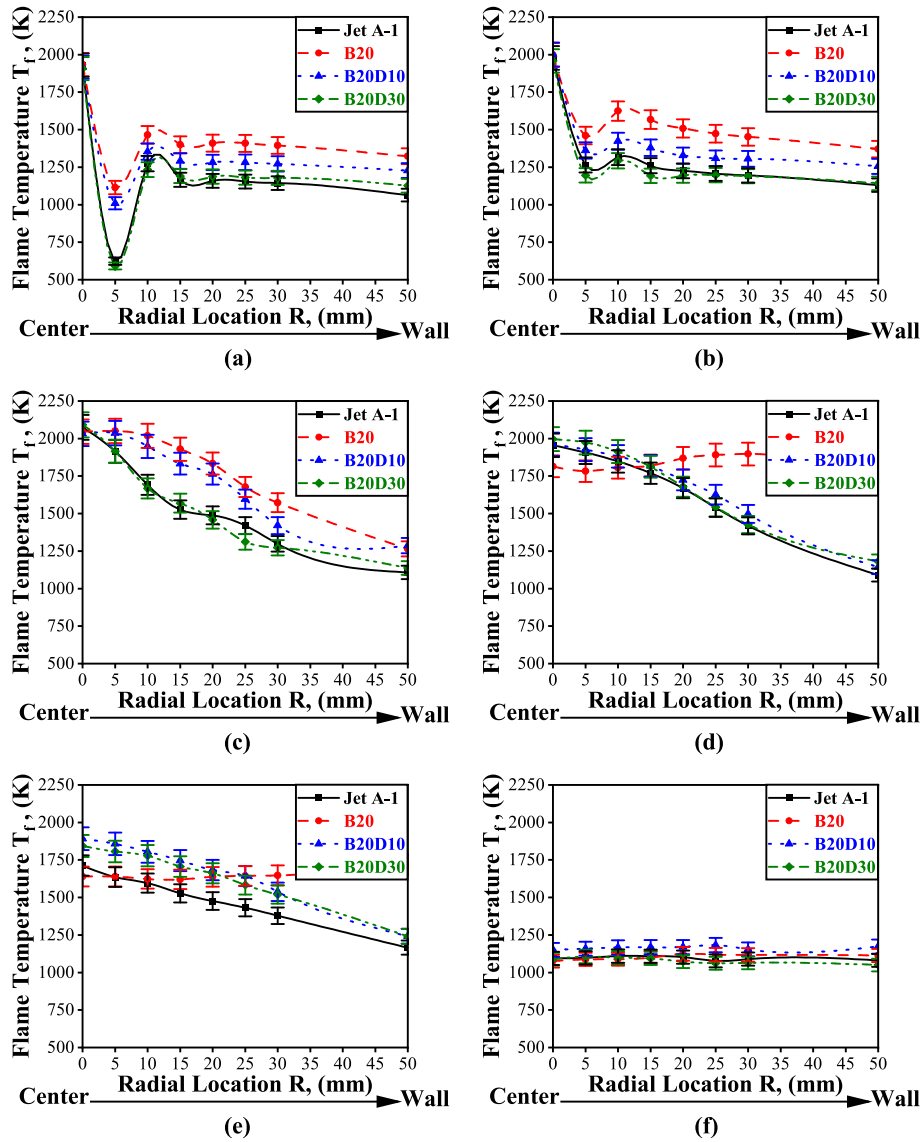 2250
2000
1750
1500
1250
1000
750
500
Flame Temperature T_f , (K)
Jet A-1
B20
B20D10
B20D30
0 5 10 15 20 25 30 35 40 45 50
Radial Location R, (mm)
Center Wall
(a)
2250
2000
1750
1500
1250
1000
750
500
Flame Temperature T_f , (K)
Jet A-1
B20
B20D10
B20D30
0 5 10 15 20 25 30 35 40 45 50
Radial Location R, (mm)
Center Wall
(b)
2250
2000
1750
1500
1250
1000
750
500
Flame Temperature T_f , (K)
Jet A-1
B20
B20D10
B20D30
0 5 10 15 20 25 30 35 40 45 50
Radial Location R, (mm)
Center Wall
(c)
2250
2000
1750
1500
1250
1000
750
500
Flame Temperature T_f , (K)
Jet A-1
B20
B20D10
B20D30
0 5 10 15 20 25 30 35 40 45 50
Radial Location R, (mm)
Center Wall
(d)
2250
2000
1750
1500
1250
1000
750
500
Flame Temperature T_f , (K)
Jet A-1
B20
B20D10
B20D30
0 5 10 15 20 25 30 35 40 45 50
Radial Location R, (mm)
Center Wall
(e)
2250
2000
1750
1500
1250
1000
750
500
Flame Temperature T_f , (K)
Jet A-1
B20
B20D10
B20D30
0 5 10 15 20 25 30 35 40 45 50
Radial Location R, (mm)
Center Wall
(f)